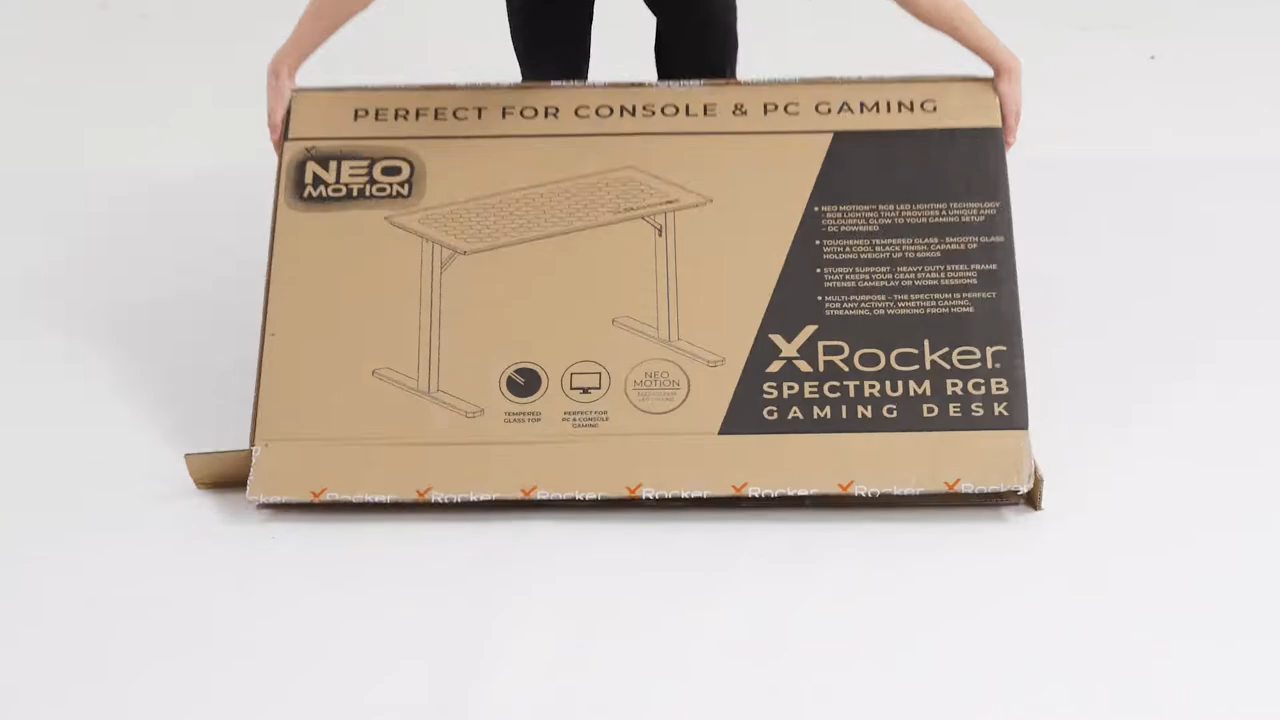 PERFECT FOR CONSOLE & PC GAMING
NEO
MOTION
NEO MOTION™ RGB LED LIGHTING TECHNOLOGY
- RGB LIGHTING THAT PROVIDES A UNIQUE AND
COLOURFUL GLOW TO YOUR GAMING SETUP
– DC POWERED
TOUGHENED TEMPERED GLASS – SMOOTH GLASS
WITH A COOL BLACK FINISH. CAPABLE OF
HOLDING WEIGHT UP TO 60KGS
STURDY SUPPORT - HEAVY DUTY STEEL FRAME
THAT KEEPS YOUR GEAR STABLE DURING
INTENSE GAMEPLAY OR WORK SESSIONS
MULTI-PURPOSE – THE SPECTRUM IS PERFECT
FOR ANY ACTIVITY, WHETHER GAMING,
STREAMING, OR WORKING FROM HOME
XRocker
SPECTRUM RGB
GAMING DESK
TEMPERED
GLASS TOP
PERFECT FOR
PC & CONSOLE
GAMING
NEO
MOTION
XRocker XRocker XRocker XRocker XRocker XRocker XRocker